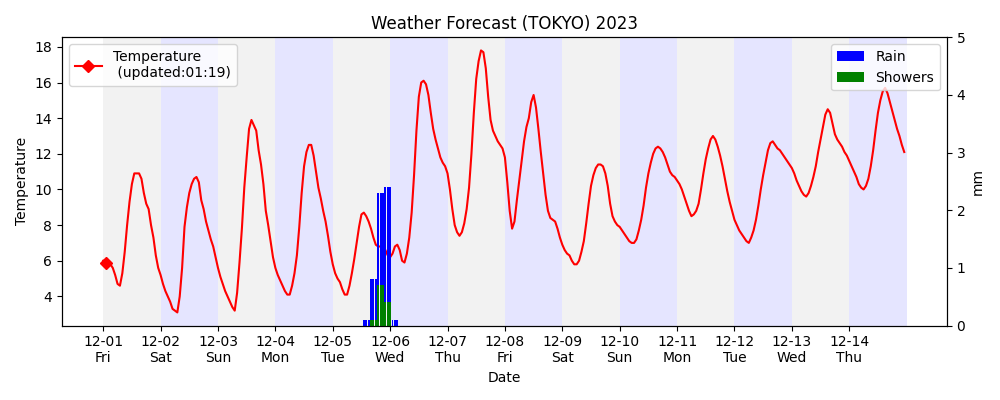 Weather Forecast (TOKYO) 2023
Temperature
(updated:01:19)
Rain
Showers
Temperature
18
16
14
12
10
8
6
4
5
4
3
2
1
0
mm
12-01 12-02 12-03 12-04 12-05 12-06 12-07 12-08 12-09 12-10 12-11 12-12 12-13 12-14
Fri Sat Sun Mon Tue Wed Thu Fri Sat Sun Mon Tue Wed Thu
Date